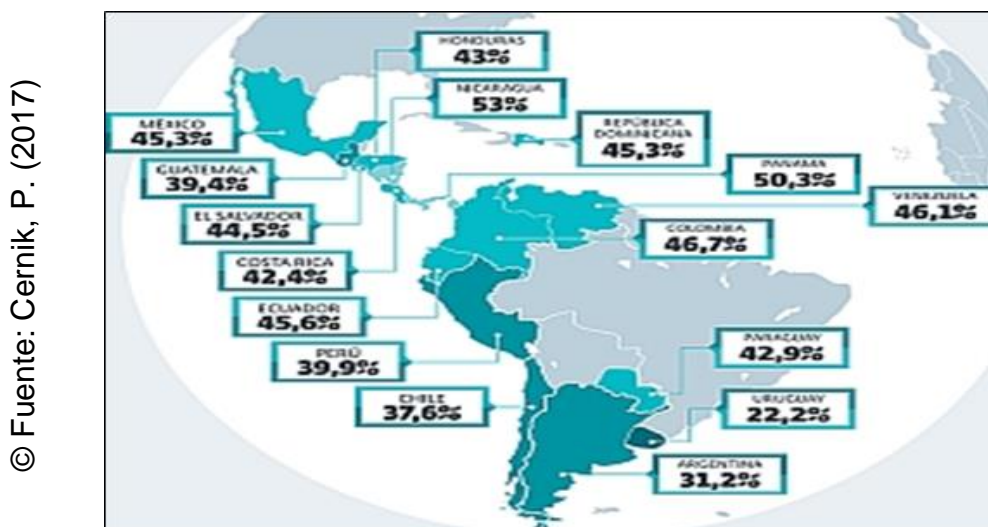 © Fuente: Cernik, P. (2017)
HONDURAS
43%
NICARAGUA
53%
MÉXICO
45,3%
REPÚBLICA
DOMINICANA
45,3%
GUATEMALA
39,4%
PANAMÁ
50,3%
VENEZUELA
46,1%
EL SALVADOR
44,5%
COLOMBIA
46,7%
COSTA RICA
42,4%
ECUADOR
45,6%
PERÚ
39,9%
PARAGUAY
42,9%
CHILE
37,6%
URUGUAY
22,2%
ARGENTINA
31,2%